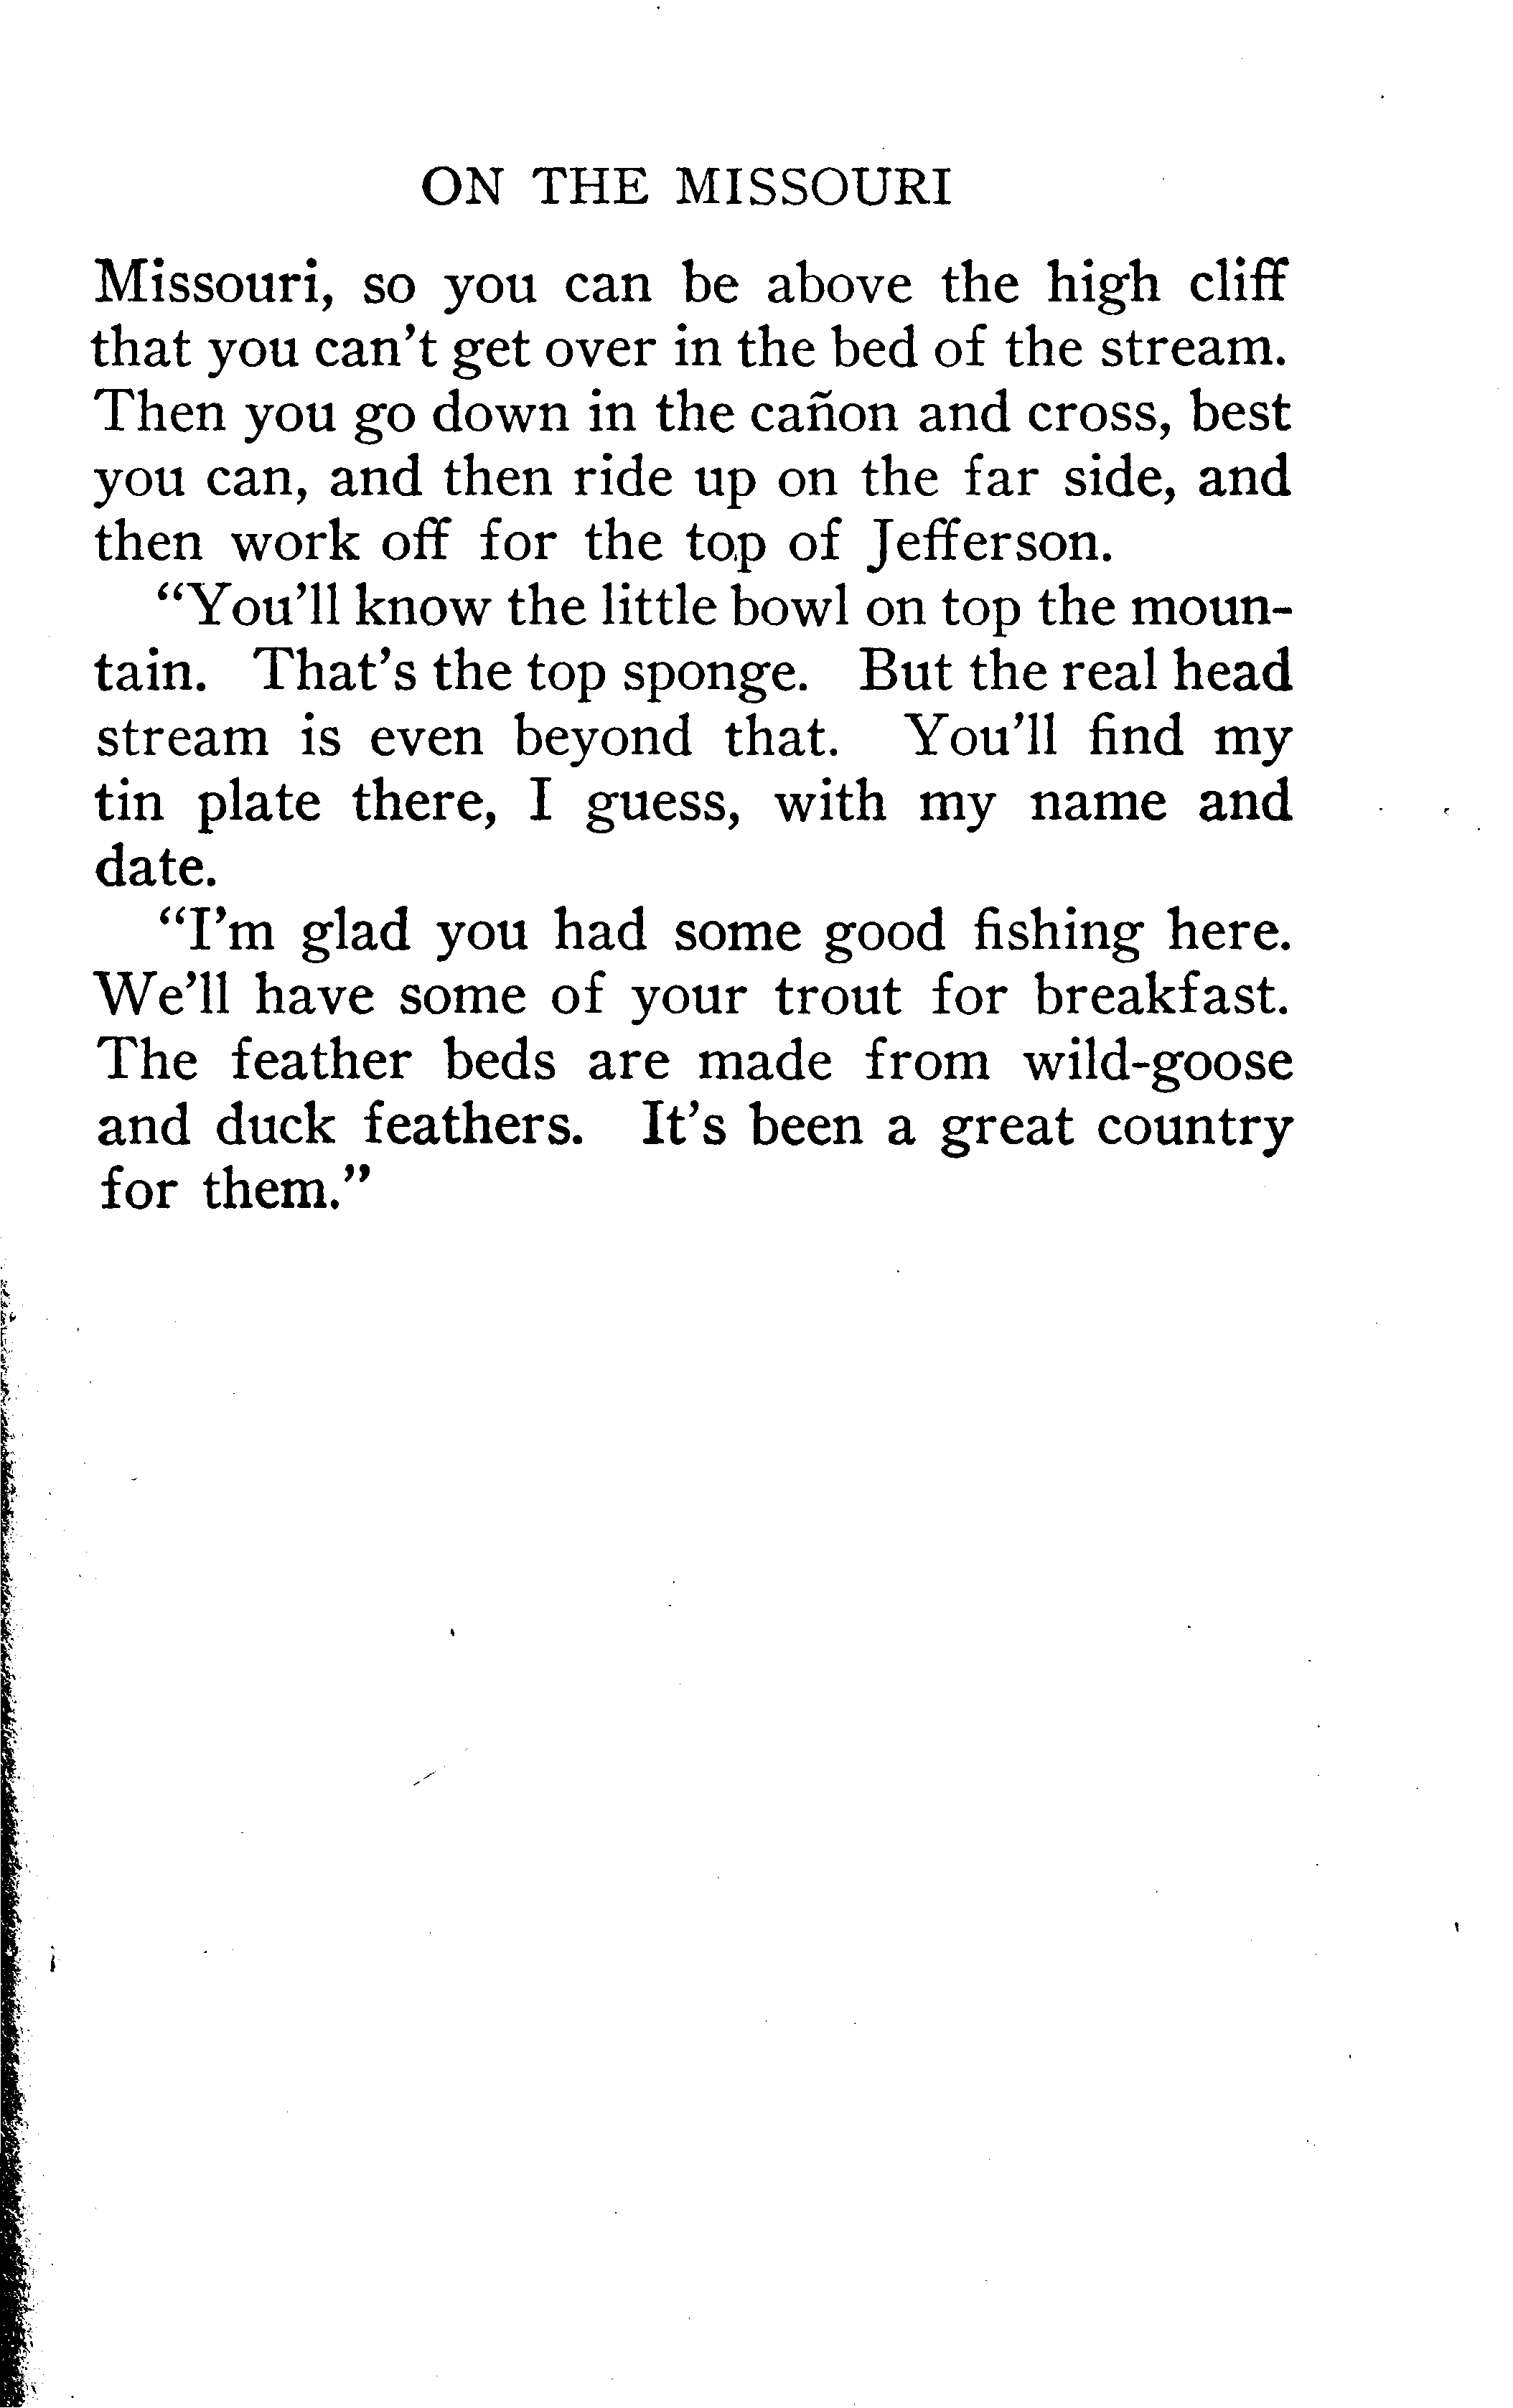 ON THE MISSOURI
Missouri, so you can be above the high cliff
that you can't get over in the bed of the stream.
Then you go down in the cañon and cross, best
you can, and then ride up on the far side, and
then work off for the top of Jefferson.
“You'll know the little bowl on top the moun-
tain. That's the top sponge. But the real head
stream is even beyond that. You'll find my
tin plate there, I guess, with my name and
date.
“I'm glad you had some good fishing here.
We'll have some of your trout for breakfast.
The feather beds are made from wild-goose
and duck feathers. It's been a great country
for them.”